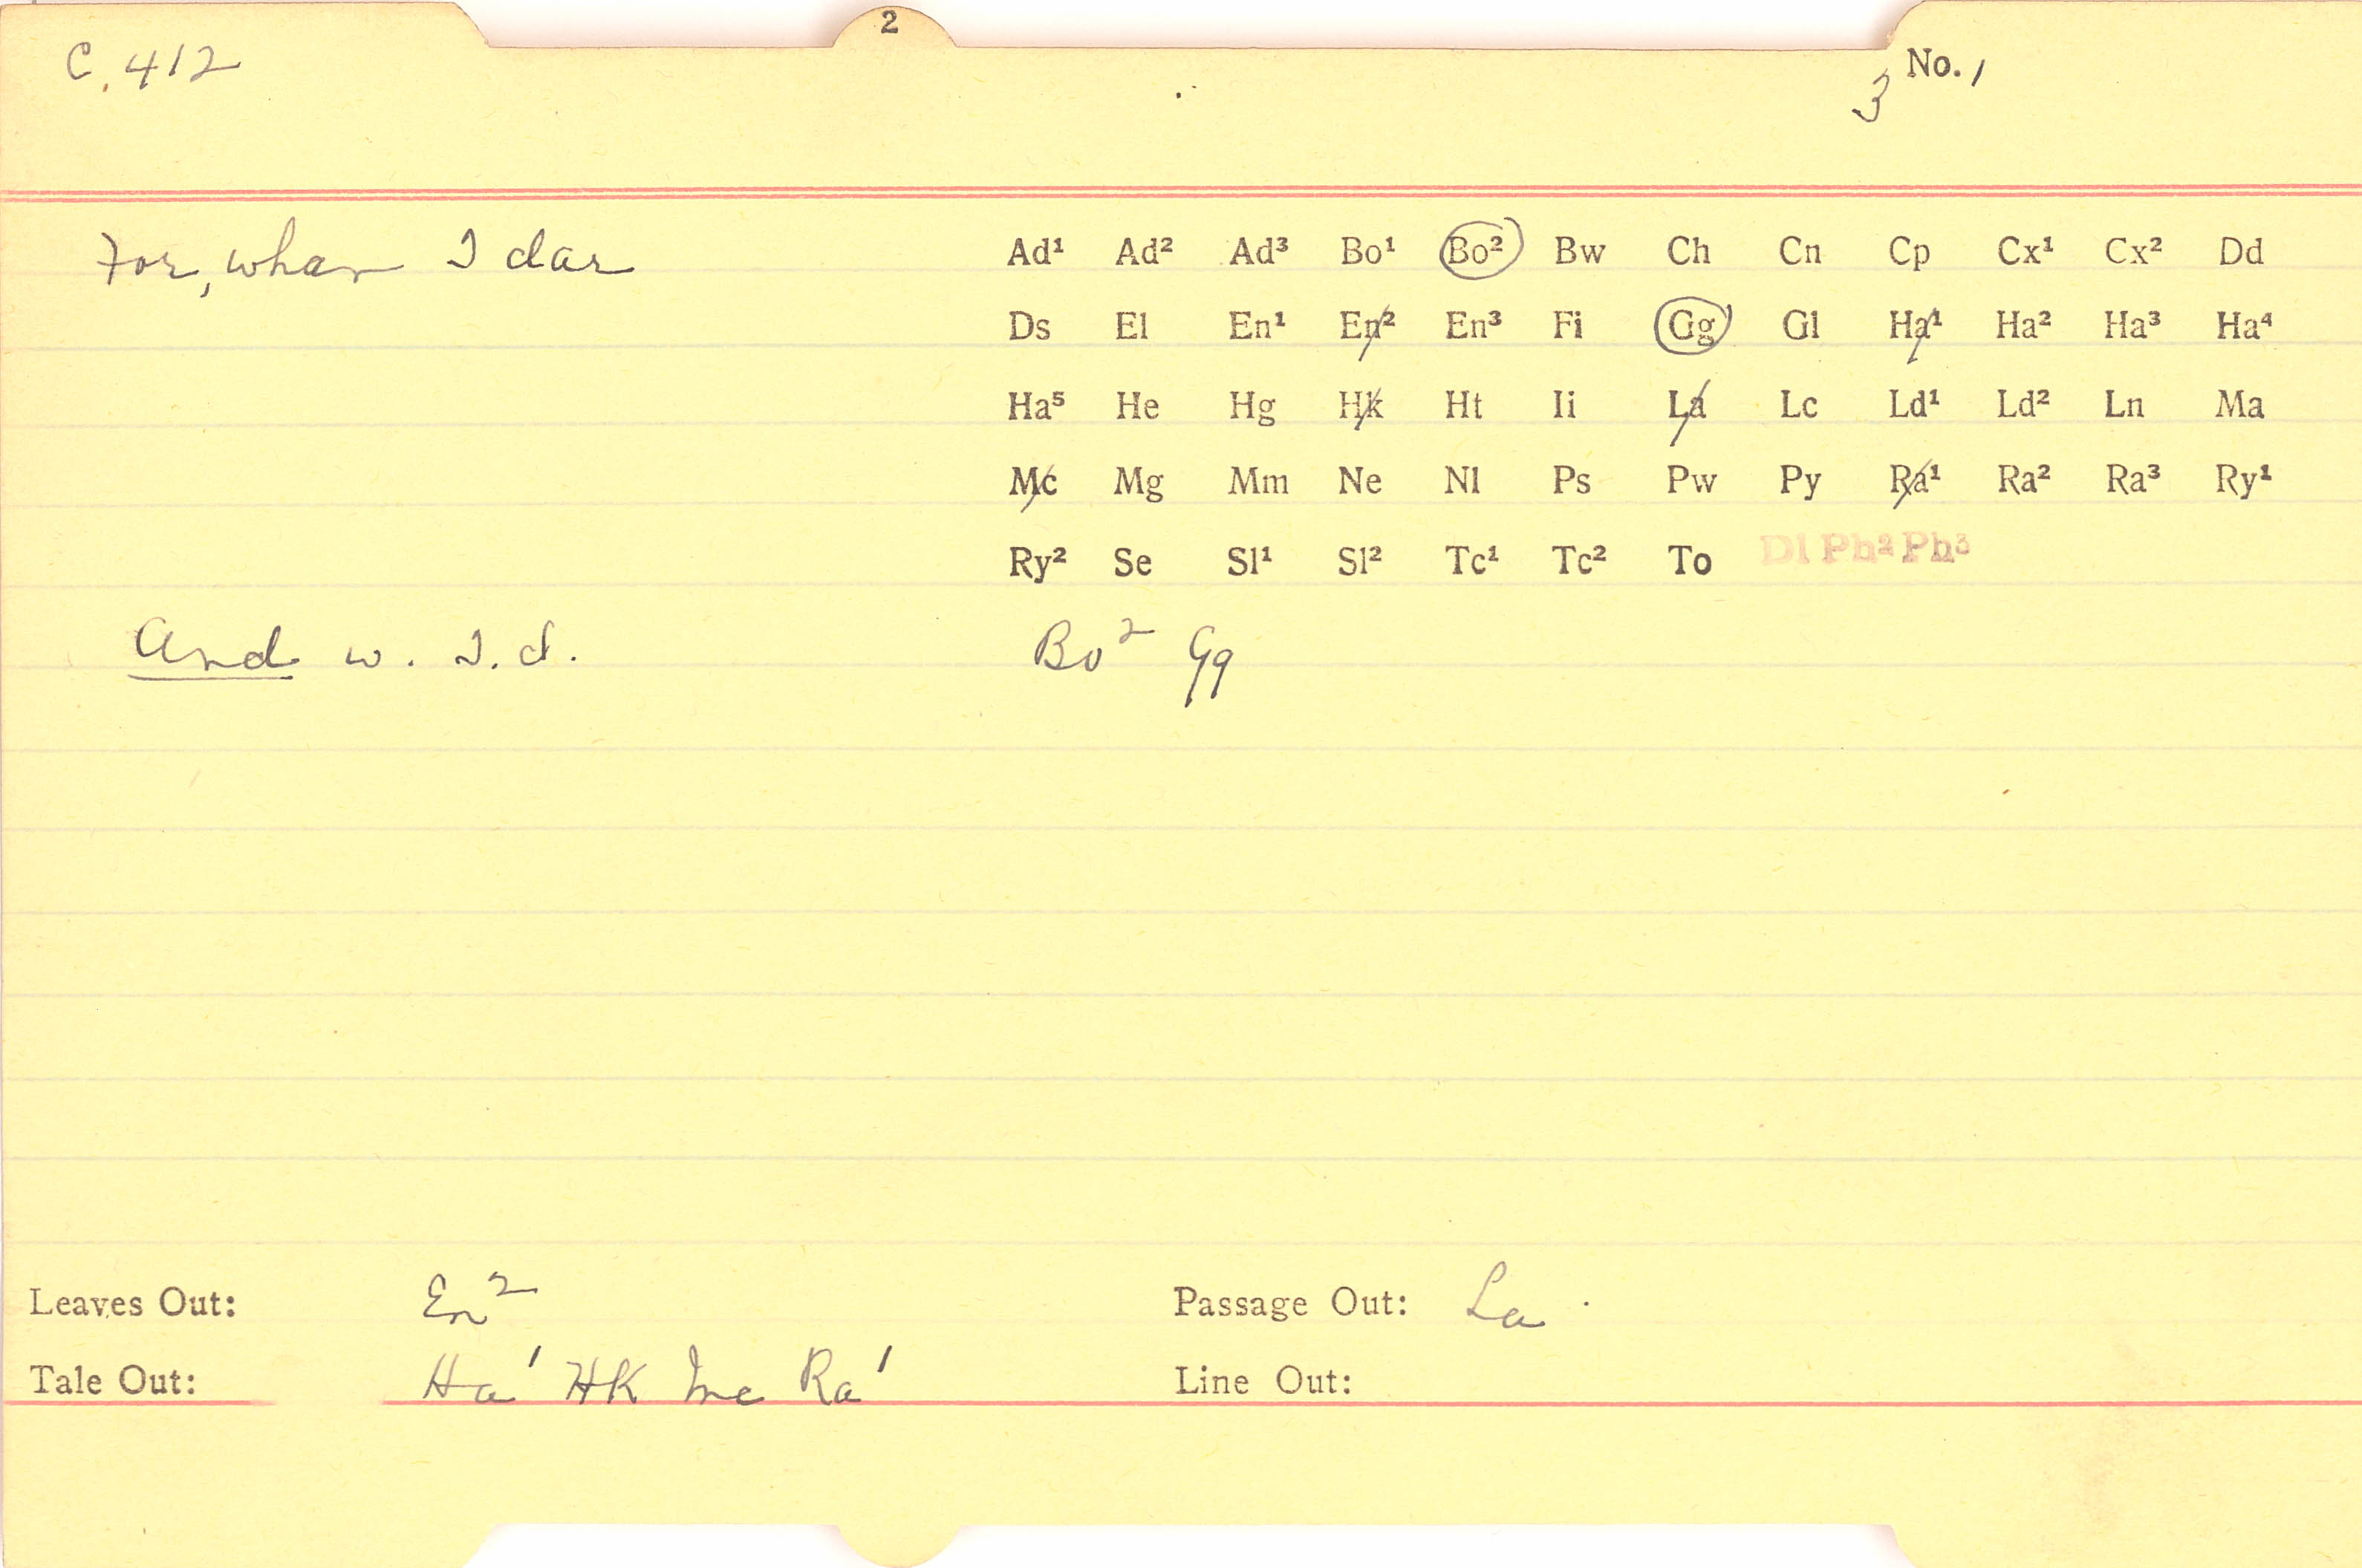 2
C. 412
No. 1
3
For, whan I dar
Ad¹ Ad² Ad³ Bo¹ Bo² Bw Ch Cn Cp Cx¹ Cx² Dd
Ds El En¹ En² En³ Fi Gg Gl Ha¹ Ha² Ha³ Ha⁴
Ha⁵ He Hg Hk Ht Ii La Lc Ld¹ Ld² Ln Ma
Mc Mg Mm Ne Nl Ps Pw Py Ra¹ Ra² Ra³ Ry¹
Ry² Se Sl¹ Sl² Tc¹ Tc² To Dl Ph² Ph³
And w. I. d. Bo² Gg
Leaves Out: En² Passage Out: La
Tale Out: Ha¹ HK Mc Ra¹ Line Out: